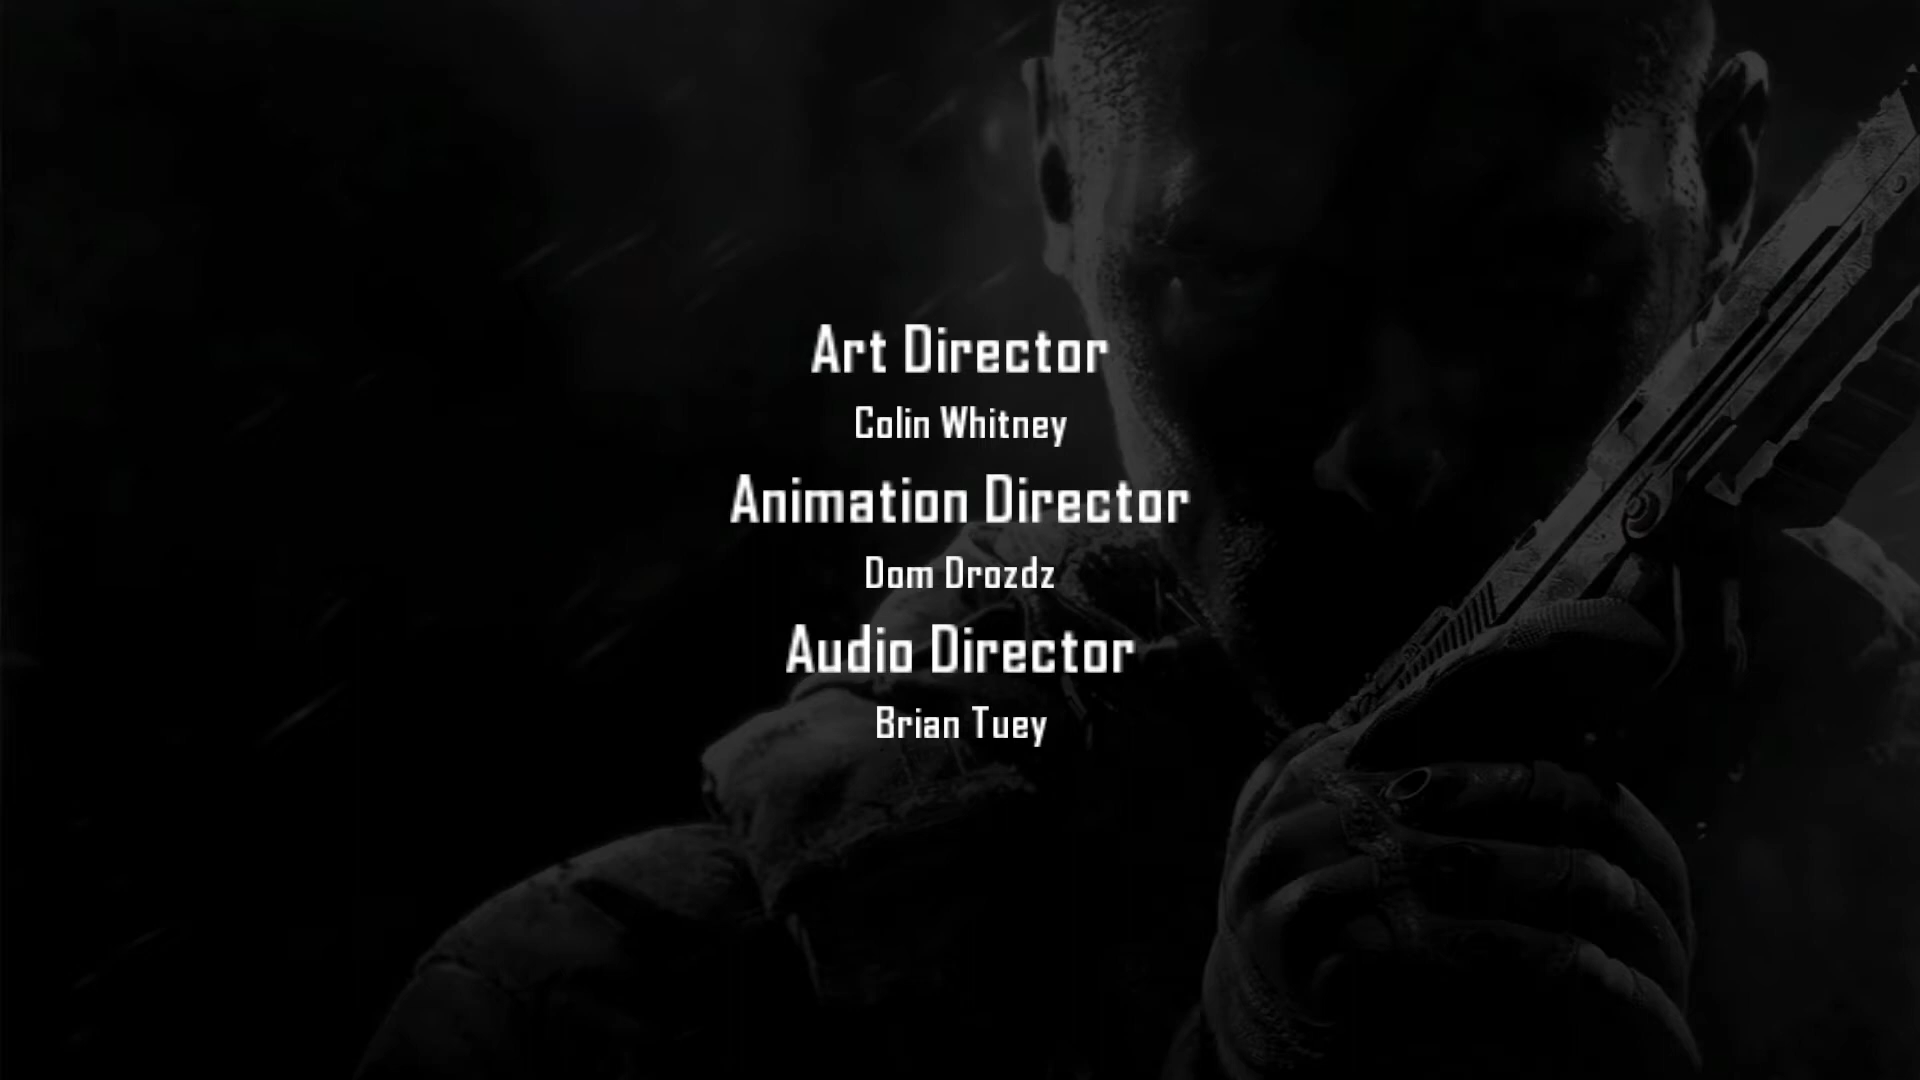 Art Director
Colin Whitney
Animation Director
Dom Drozdz
Audio Director
Brian Tuey